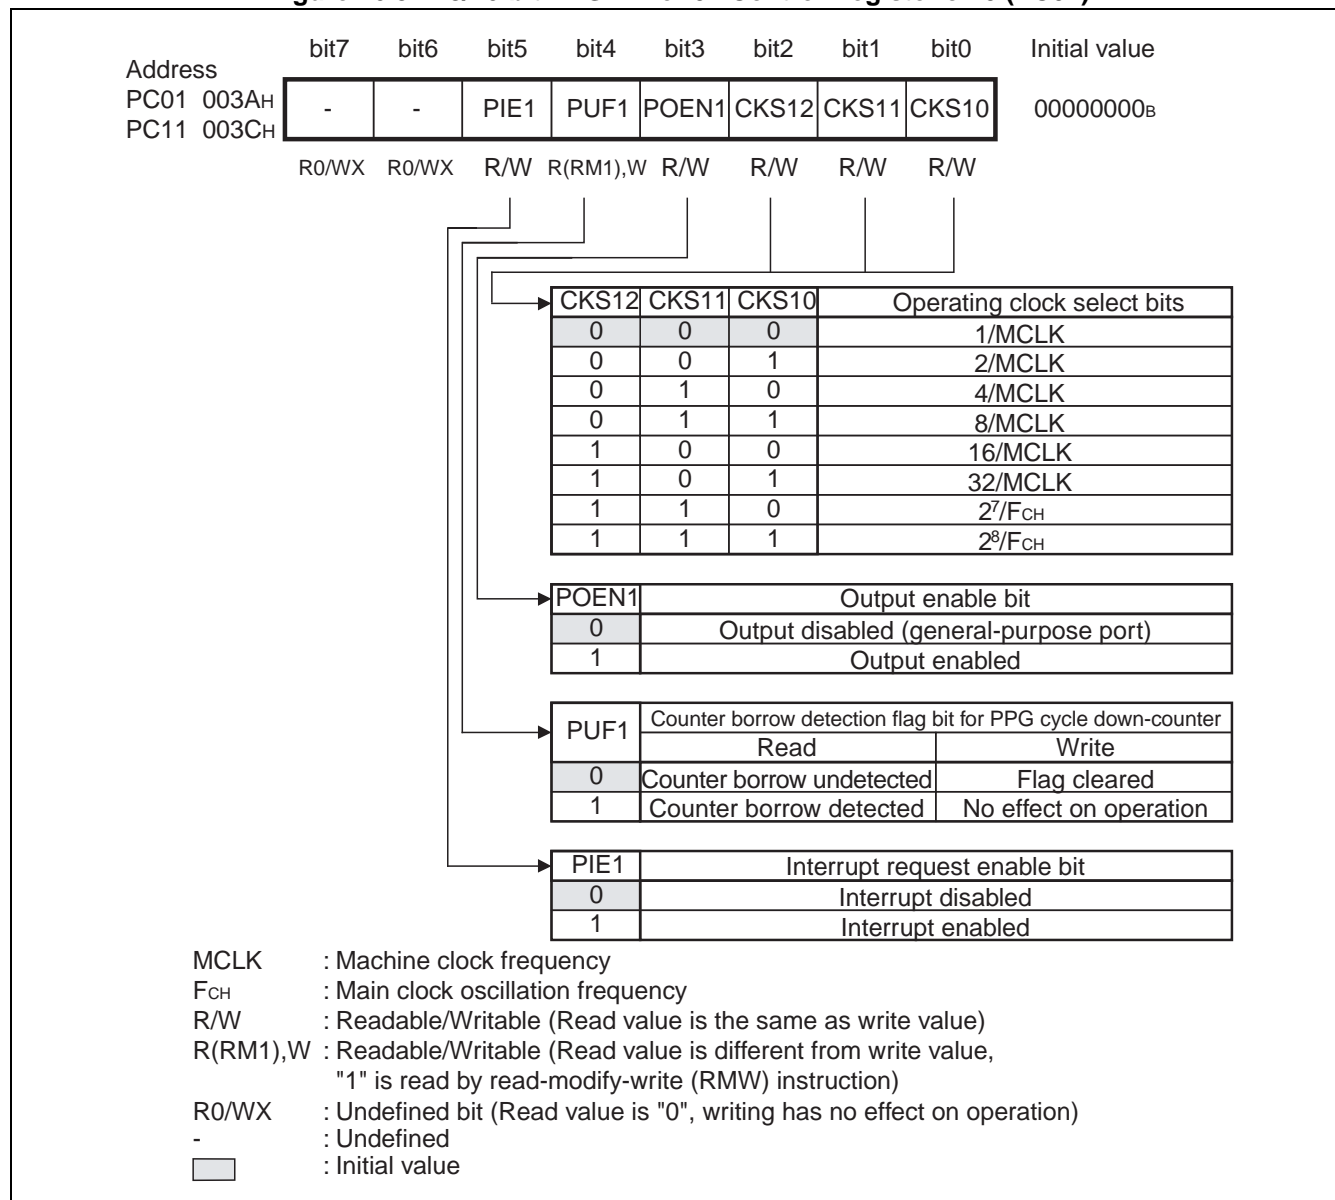 bit7 bit6 bit5 bit4 bit3 bit2 bit1 bit0 Initial value
Address
PC01 003AH - - PIE1 PUF1 POEN1 CKS12 CKS11 CKS10 00000000B
PC11 003CH
R0/WX R0/WX R/W R(RM1),W R/W R/W R/W R/W
CKS12 CKS11 CKS10 Operating clock select bits
0 0 0 1/MCLK
0 0 1 2/MCLK
0 1 0 4/MCLK
0 1 1 8/MCLK
1 0 0 16/MCLK
1 0 1 32/MCLK
1 1 0 2⁷/FCH
1 1 1 2⁸/FCH
POEN1 Output enable bit
0 Output disabled (general-purpose port)
1 Output enabled
PUF1 Counter borrow detection flag bit for PPG cycle down-counter
Read Write
0 Counter borrow undetected Flag cleared
1 Counter borrow detected No effect on operation
PIE1 Interrupt request enable bit
0 Interrupt disabled
1 Interrupt enabled
MCLK : Machine clock frequency
FCH : Main clock oscillation frequency
R/W : Readable/Writable (Read value is the same as write value)
R(RM1),W : Readable/Writable (Read value is different from write value,
"1" is read by read-modify-write (RMW) instruction)
R0/WX : Undefined bit (Read value is "0", writing has no effect on operation)
- : Undefined
: Initial value